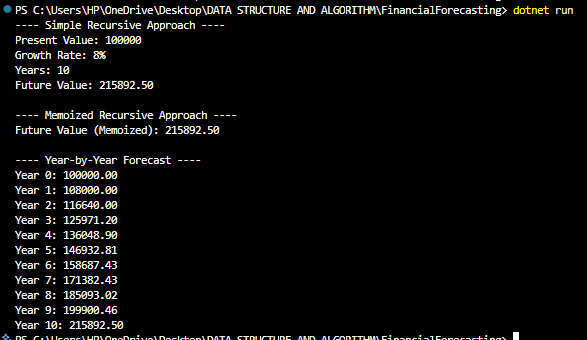 PS C:\Users\HP\OneDrive\Desktop\DATA STRUCTURE AND ALGORITHM\FinancialForecasting> dotnet run
---- Simple Recursive Approach ----
Present Value: 100000
Growth Rate: 8%
Years: 10
Future Value: 215892.50
---- Memoized Recursive Approach ----
Future Value (Memoized): 215892.50
---- Year-by-Year Forecast ----
Year 0: 100000.00
Year 1: 108000.00
Year 2: 116640.00
Year 3: 125971.20
Year 4: 136048.90
Year 5: 146932.81
Year 6: 158687.43
Year 7: 171382.43
Year 8: 185093.02
Year 9: 199900.46
Year 10: 215892.50
PS C:\Users\HP\OneDrive\Desktop\DATA STRUCTURE AND ALGORITHM\FinancialForecasting>